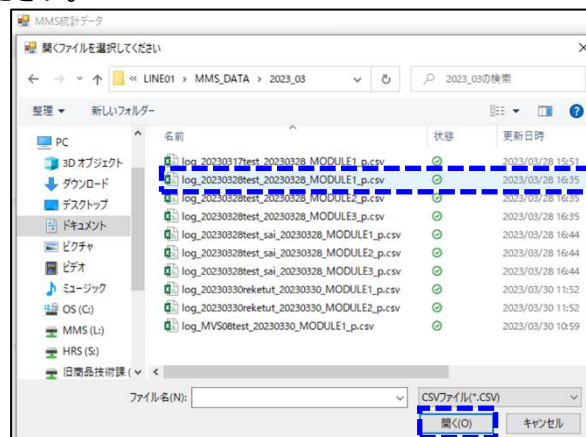 MMS統計データ
開くファイルを選択してください
« LINE01 > MMS_DATA > 2023_03
2023_03の検索
整理 新しいフォルダー
名前 状態 更新日時
PC
3D オブジェクト
ダウンロード
デスクトップ
ドキュメント
ピクチャ
ビデオ
ミュージック
OS (C:)
MMS (L:)
HRS (S:)
旧商品技術課 (
log_20230317test_20230328_MODULE1_p.csv 2023/03/28 15:51
log_20230328test_20230328_MODULE1_p.csv 2023/03/28 16:35
log_20230328test_20230328_MODULE2_p.csv 2023/03/28 16:35
log_20230328test_20230328_MODULE3_p.csv 2023/03/28 16:35
log_20230328test_sai_20230328_MODULE1_p.csv 2023/03/28 16:44
log_20230328test_sai_20230328_MODULE2_p.csv 2023/03/28 16:44
log_20230328test_sai_20230328_MODULE3_p.csv 2023/03/28 16:44
log_20230330reketut_20230330_MODULE1_p.csv 2023/03/30 11:52
log_20230330reketut_20230330_MODULE2_p.csv 2023/03/30 11:52
log_MVS08test_20230330_MODULE1_p.csv 2023/03/30 10:59
ファイル名(N): CSVファイル(*.CSV)
開く(O) キャンセル